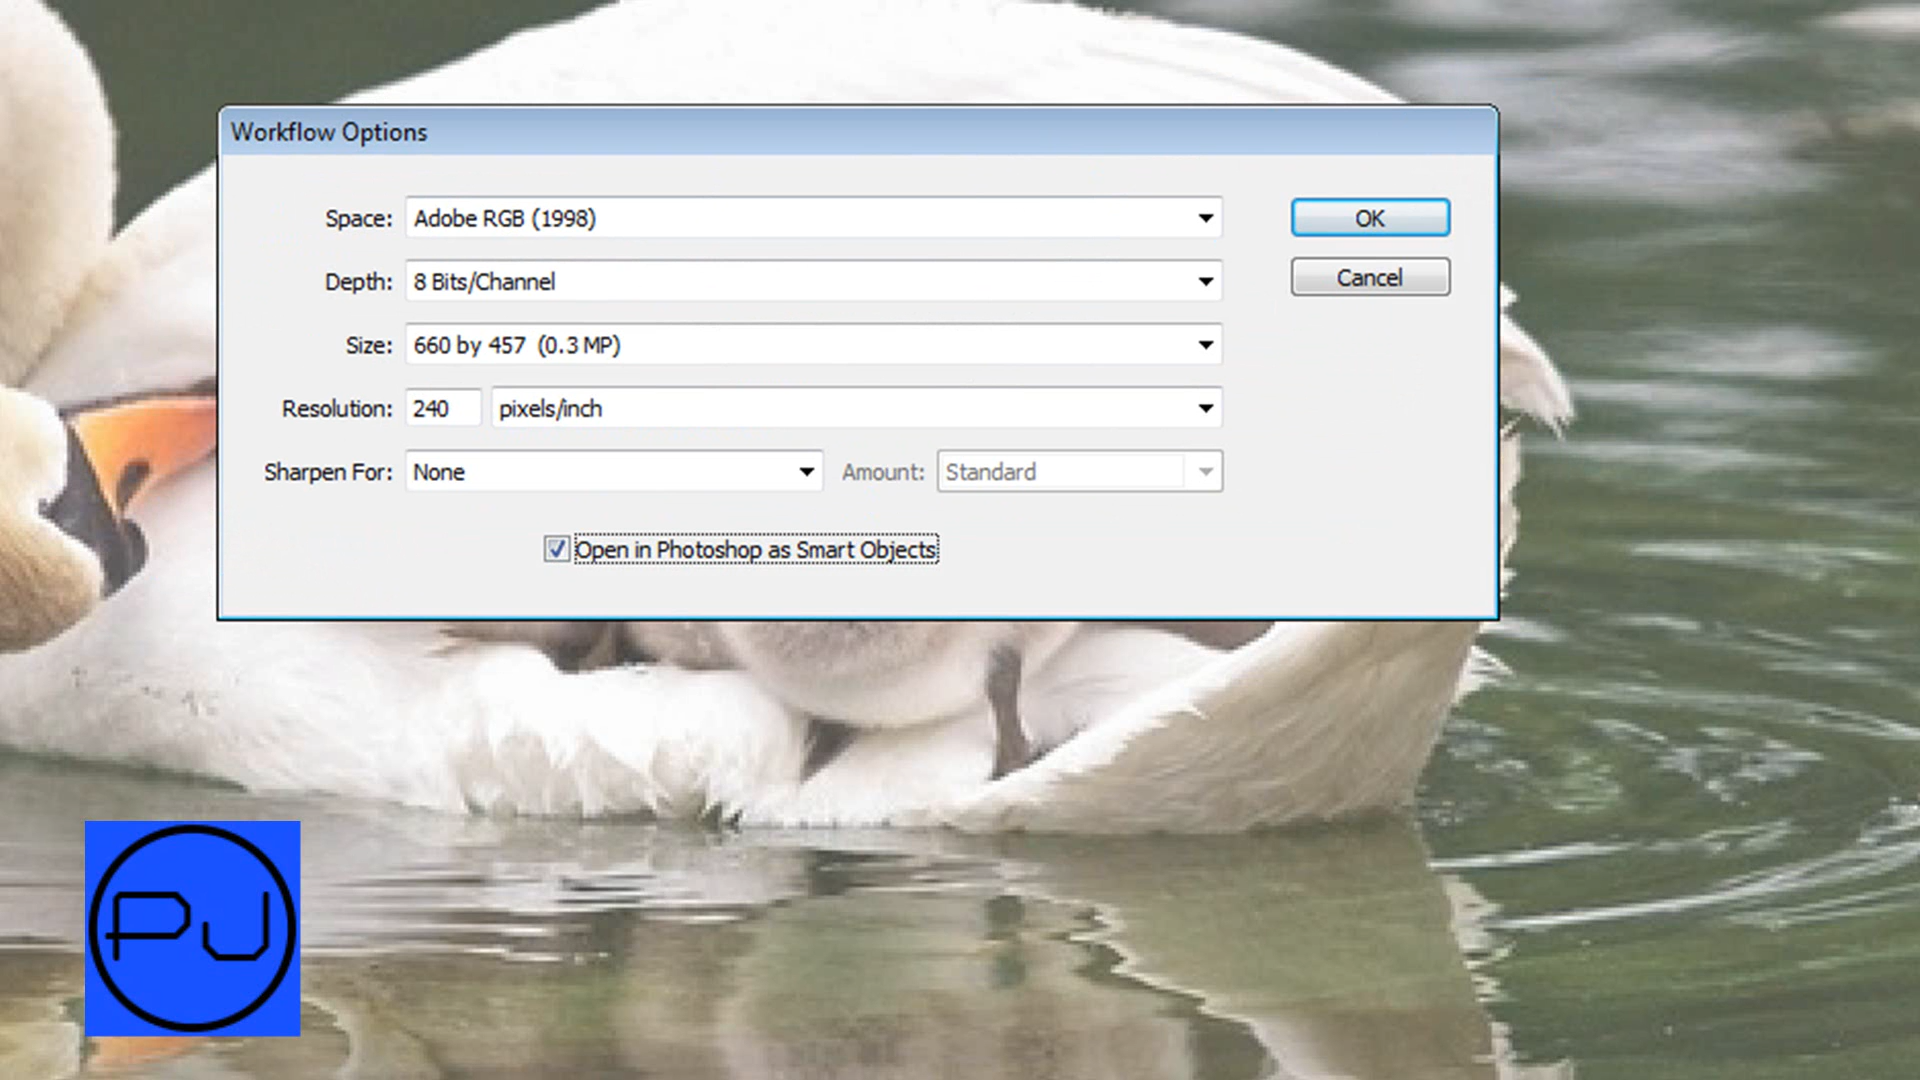 Workflow Options
Space: Adobe RGB (1998)
OK
Depth: 8 Bits/Channel
Cancel
Size: 660 by 457 (0.3 MP)
Resolution: 240 pixels/inch
Sharpen For: None Amount: Standard
Open in Photoshop as Smart Objects
PJ